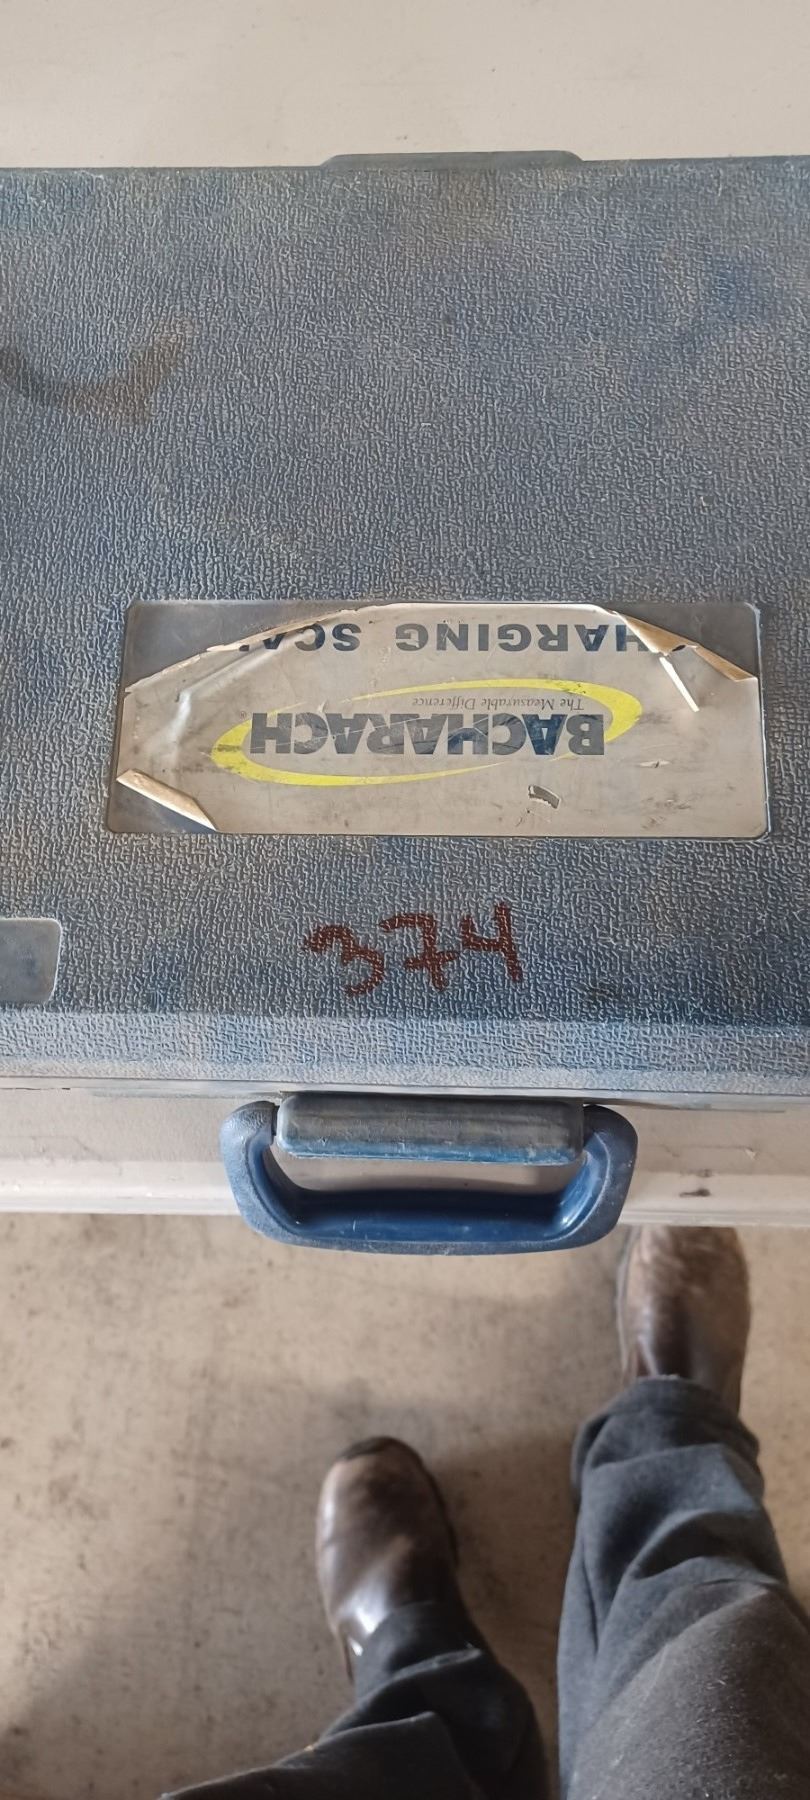 BACHARACH®
The Measurable Difference
HARGING SCA
374